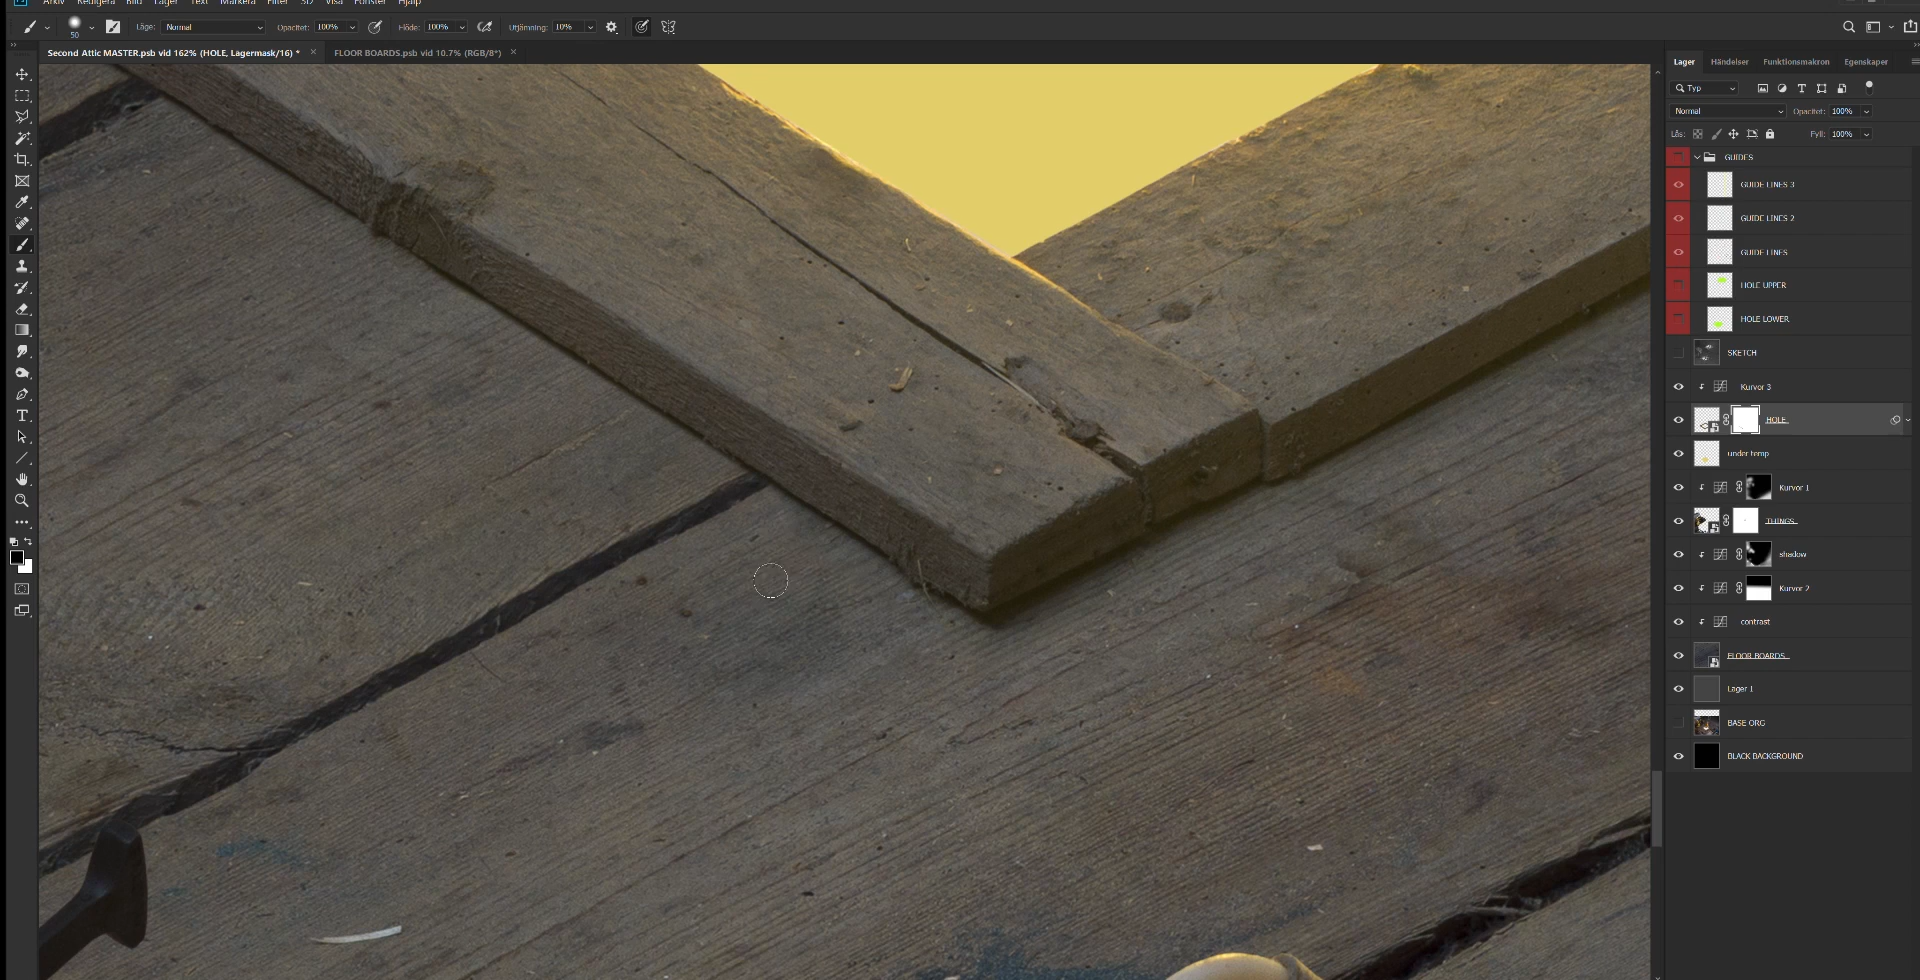 Arkiv Redigera Bild Lager Text Markera Filter 3D Visa Fönster Hjälp
50 Läge: Normal Opacitet: 100% Flöde: 100% Utjämning: 10%
Second Attic MASTER.psb vid 162% (HOLE, Lagermask/16) * × FLOOR BOARDS.psb vid 10.7% (RGB/8*) ×
Lager Händelser Funktionsmakron Egenskaper
Typ
Normal Opacitet: 100%
Lås: Fyll: 100%
GUIDES
GUIDE LINES 3
GUIDE LINES 2
GUIDE LINES
HOLE UPPER
HOLE LOWER
SKETCH
Kurvor 3
HOLE
under temp
Kurvor 1
THINGS
shadow
Kurvor 2
contrast
FLOOR BOARDS
Lager 1
BASE ORG
BLACK BACKGROUND